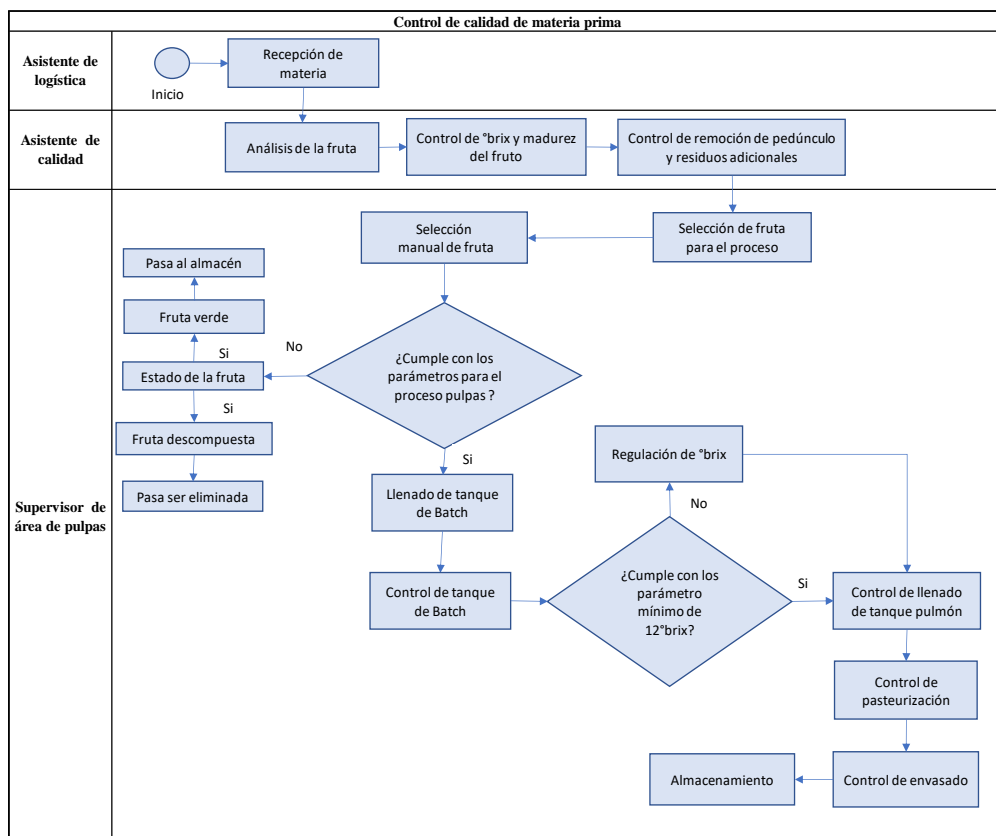 Control de calidad de materia prima
Asistente de
logística
Inicio
Recepción de
materia
Asistente de
calidad
Análisis de la fruta
Control de °brix y madurez
del fruto
Control de remoción de pedúnculo
y residuos adicionales
Supervisor de
área de pulpas
Selección
manual de fruta
Selección de fruta
para el proceso
Pasa al almacén
Fruta verde
Si
No
Estado de la fruta
Si
Fruta descompuesta
Pasa ser eliminada
¿Cumple con los
parámetros para el
proceso pulpas ?
Si
Llenado de tanque
de Batch
Control de tanque
de Batch
Regulación de °brix
No
¿Cumple con los
parámetro
mínimo de
12°brix?
Si
Control de llenado
de tanque pulmón
Control de
pasteurización
Almacenamiento
Control de envasado